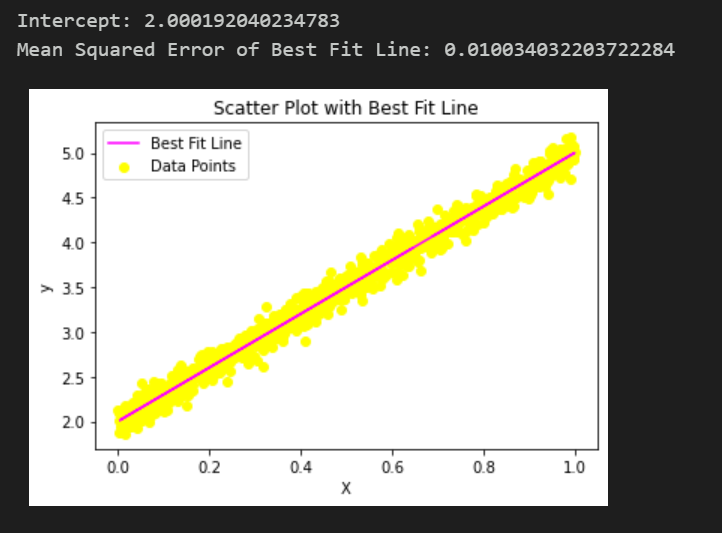 Intercept: 2.000192040234783
Mean Squared Error of Best Fit Line: 0.010034032203722284
Scatter Plot with Best Fit Line
Best Fit Line
Data Points
5.0
4.5
4.0
3.5
3.0
2.5
2.0
y
0.0 0.2 0.4 0.6 0.8 1.0
X